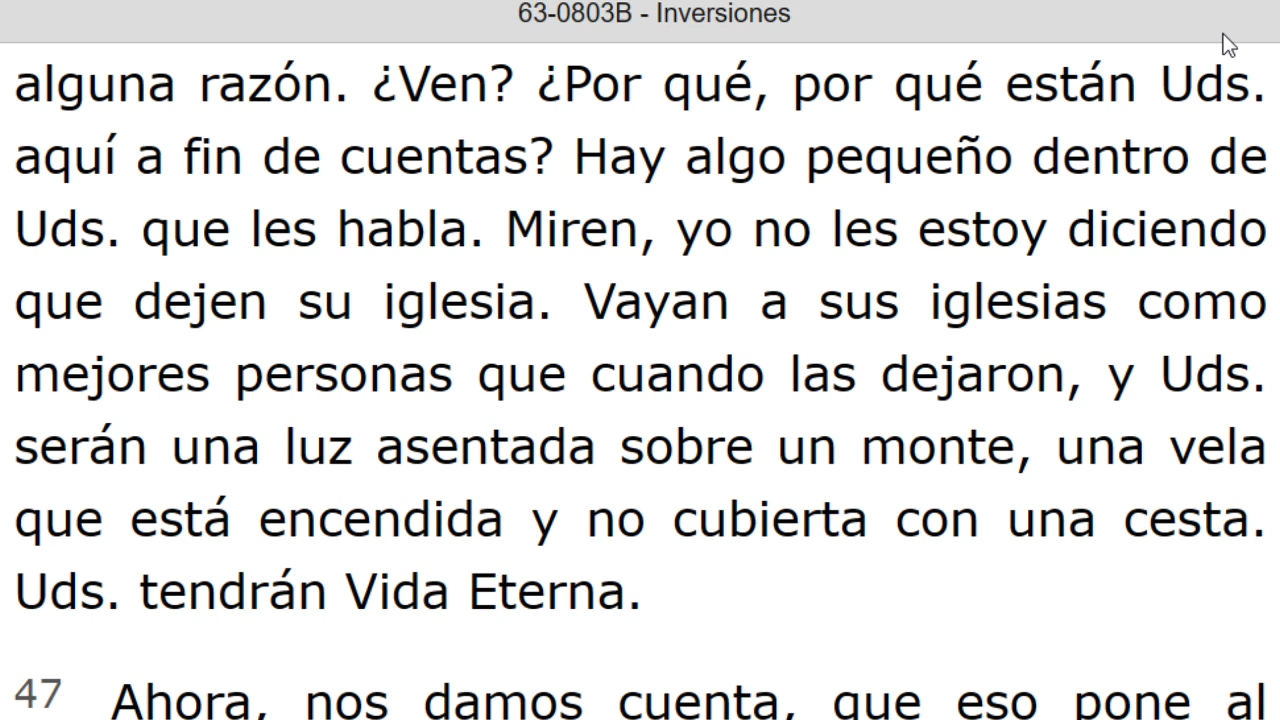 63-0803B - Inversiones
alguna razón. ¿Ven? ¿Por qué, por qué están Uds.
aquí a fin de cuentas? Hay algo pequeño dentro de
Uds. que les habla. Miren, yo no les estoy diciendo
que dejen su iglesia. Vayan a sus iglesias como
mejores personas que cuando las dejaron, y Uds.
serán una luz asentada sobre un monte, una vela
que está encendida y no cubierta con una cesta.
Uds. tendrán Vida Eterna.
47 Ahora, nos damos cuenta, que eso pone al